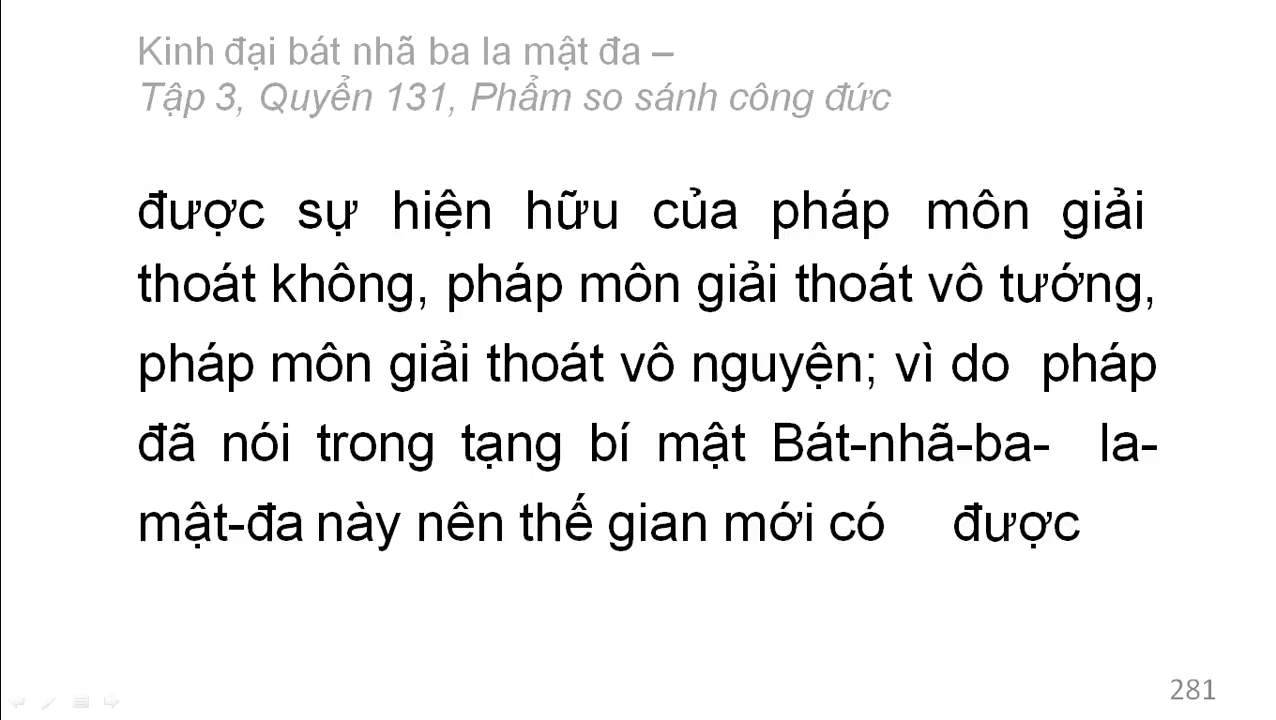 Kinh đại bát nhã ba la mật đa –
Tập 3, Quyển 131, Phẩm so sánh công đức
được sự hiện hữu của pháp môn giải
thoát không, pháp môn giải thoát vô tướng,
pháp môn giải thoát vô nguyện; vì do pháp
đã nói trong tạng bí mật Bát-nhã-ba- la-
mật-đa này nên thế gian mới có được
281